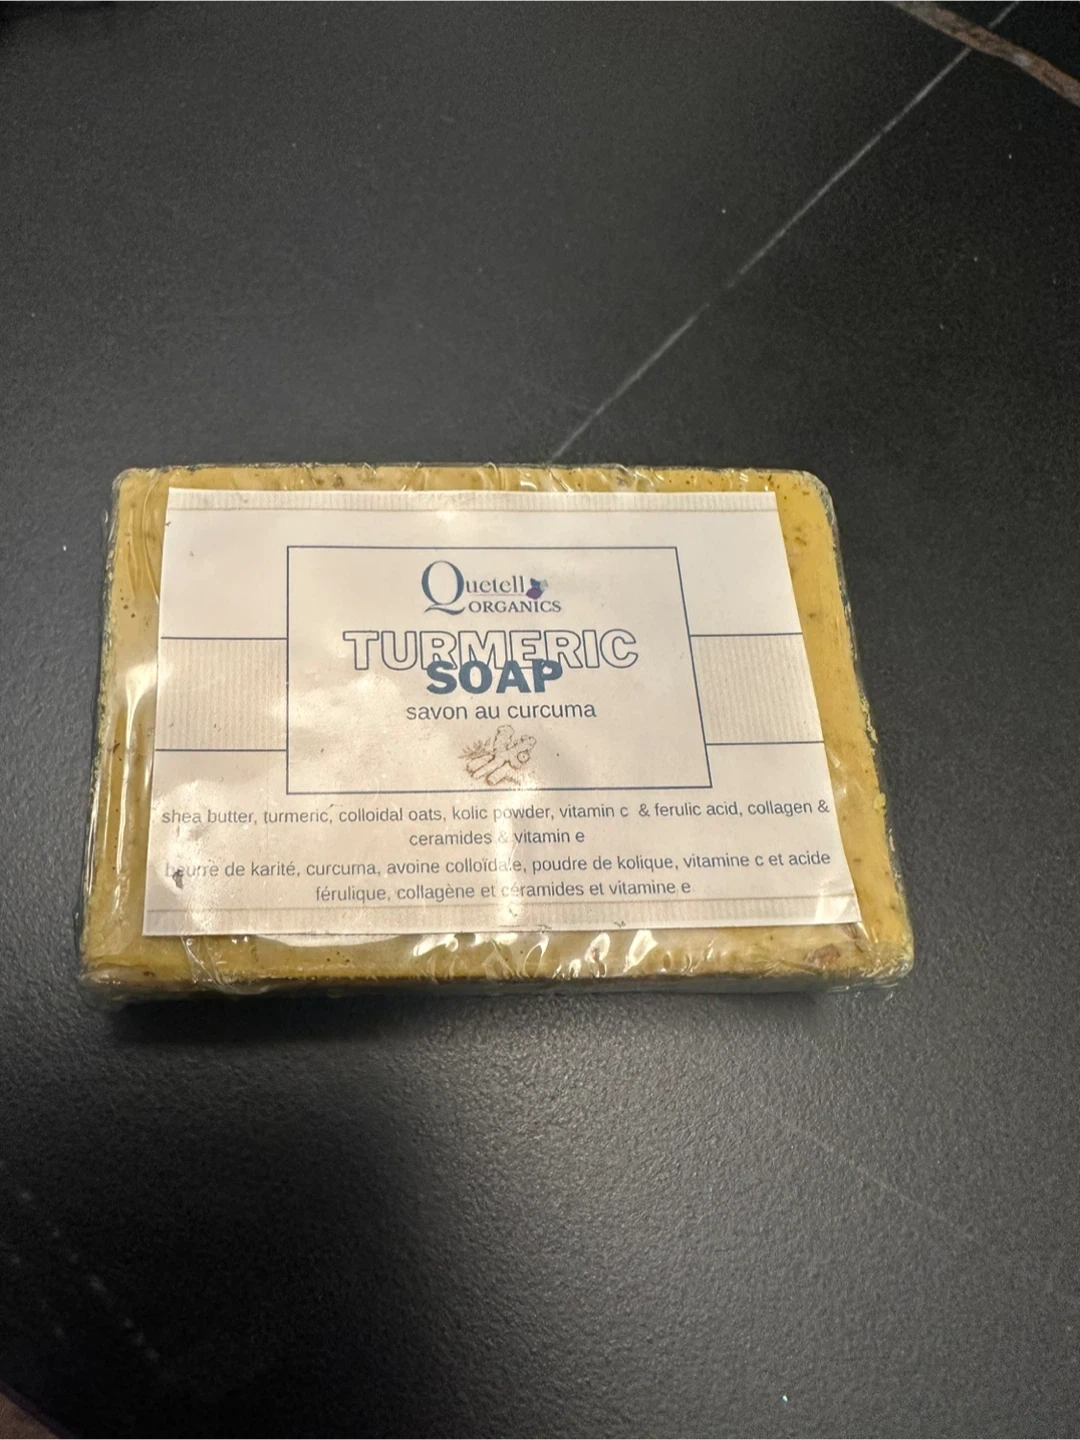 Quetell
ORGANICS
TURMERIC
SOAP
savon au curcuma
shea butter, turmeric, colloidal oats, kolic powder, vitamin c & ferulic acid, collagen &
ceramides & vitamin e
beurre de karité, curcuma, avoine colloïdale, poudre de kolique, vitamine c et acide
férulique, collagène et céramides et vitamine e